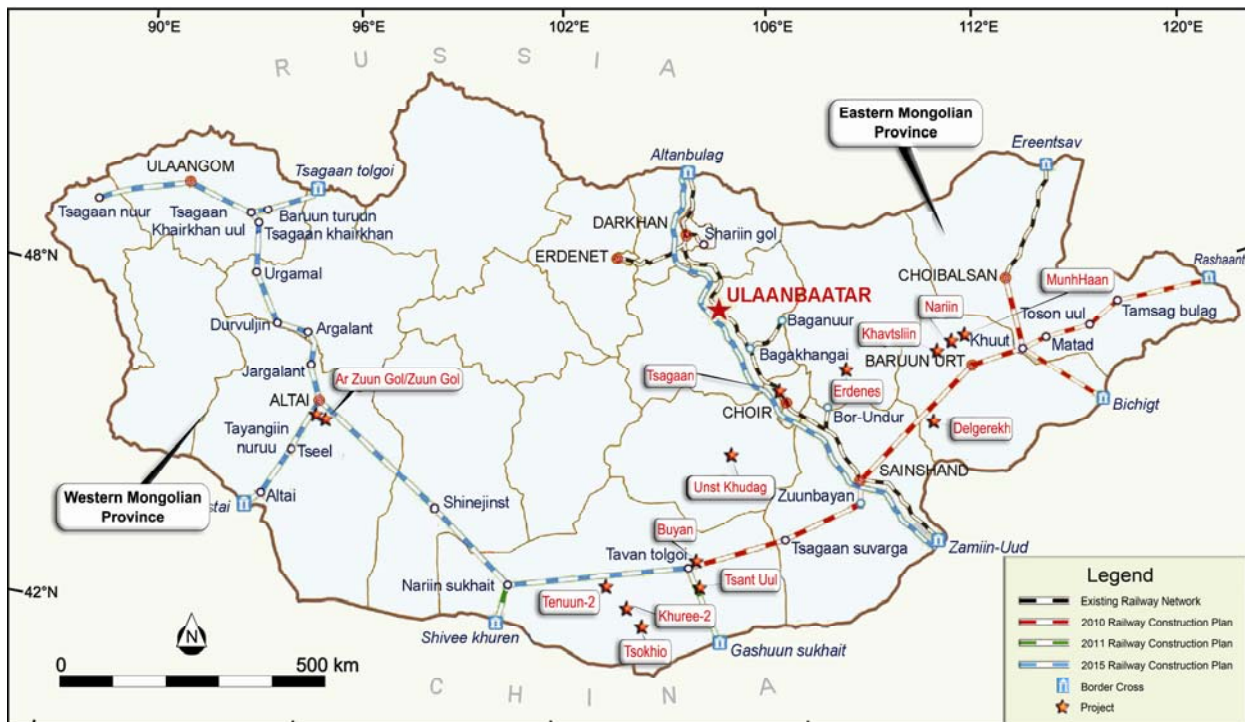 90°E
96°E
102°E
106°E
112°E
120°E
RUSSIA
Eastern Mongolian
Province
Ereentsav
Altanbulag
ULAANGOM
Tsagaan tolgoi
Tsagaan nuur
Tsagaan
Khairkhan uul
Baruun turuun
Tsagaan khairkhan
DARKHAN
Shariin gol
48°N
48°N
ERDENET
Urgamal
CHOIBALSAN
MunhHaan
Rashaant
Nariin
ULAANBAATAR
Toson uul
Tamsag bulag
Durvuljin
Argalant
Baganuur
Khavtsliin
Khuut
Matad
Bagakhangai
BARUUN URT
Jargalant
Ar Zuun Gol/Zuun Gol
Tsagaan
Erdenes
ALTAI
CHOIR
Bor-Undur
Bichigt
Tayangiin
nuruu
Tseel
Delgerekh
SAINSHAND
Unst Khudag
Western Mongolian
Province
stai
Altai
Zuunbayan
Shinejinst
Buyan
Tavan tolgoi
Tsagaan suvarga
Zamiin-Uud
Nariin sukhait
Tsant Uul
42°N
42°N
Tenuun-2
Khuree-2
Shivee khuren
Tsokhio
Gashuun sukhait
N
0
500 km
CHINA
Legend
Existing Railway Network
2010 Railway Construction Plan
2011 Railway Construction Plan
2015 Railway Construction Plan
Border Cross
Project